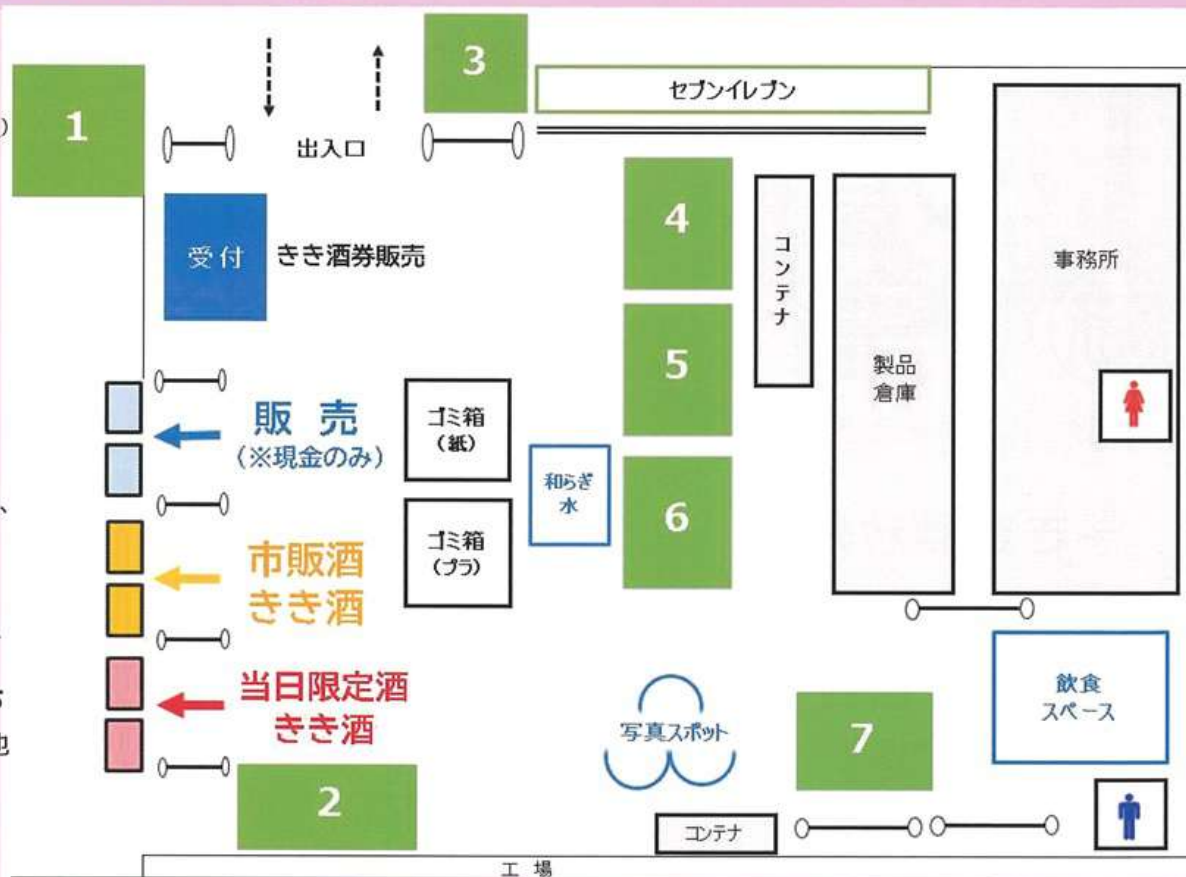 1
3
セブンイレブン
出入口
受付
きき酒券販売
4
コンテナ
5
製品
倉庫
事務所
販 売
(※現金のみ)
ゴミ箱
(紙)
和らぎ
水
6
市販酒
きき酒
ゴミ箱
(プラ)
当日限定酒
きき酒
写真スポット
7
飲食
スペース
2
コンテナ
工 場